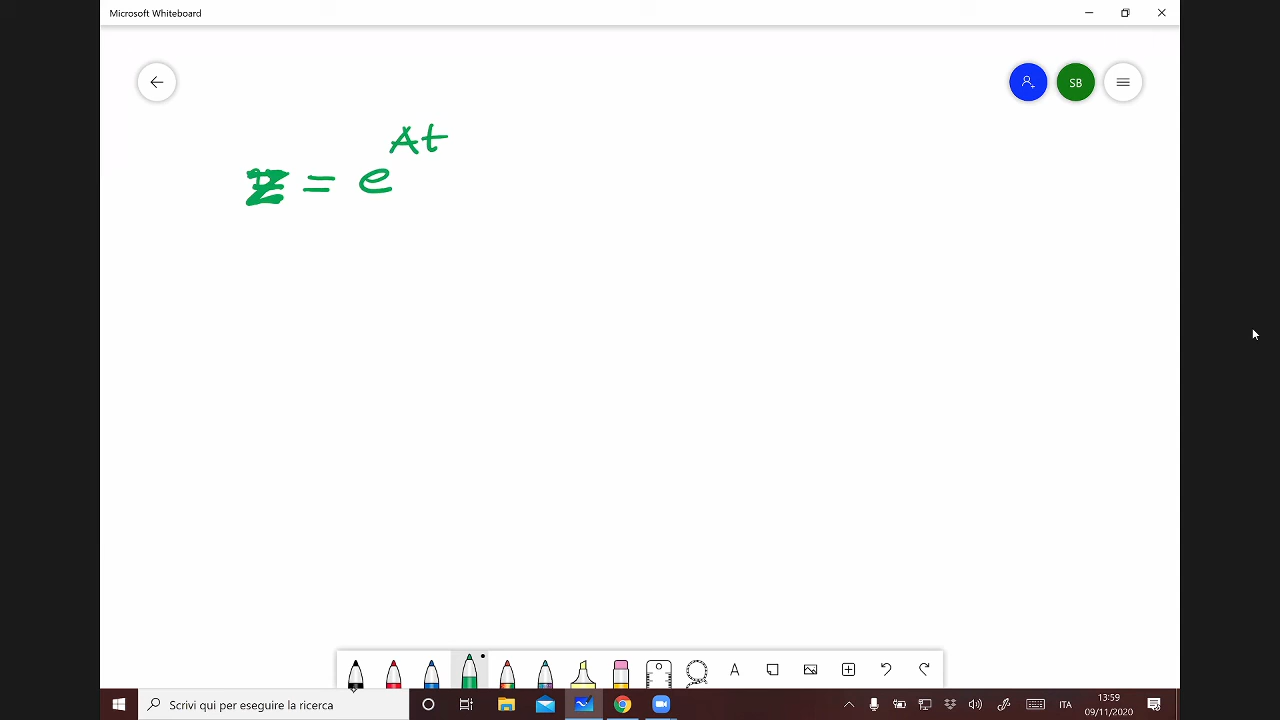 Microsoft Whiteboard
SB
z = e^{At}
A
Scrivi qui per eseguire la ricerca
ITA
13:59
09/11/2020